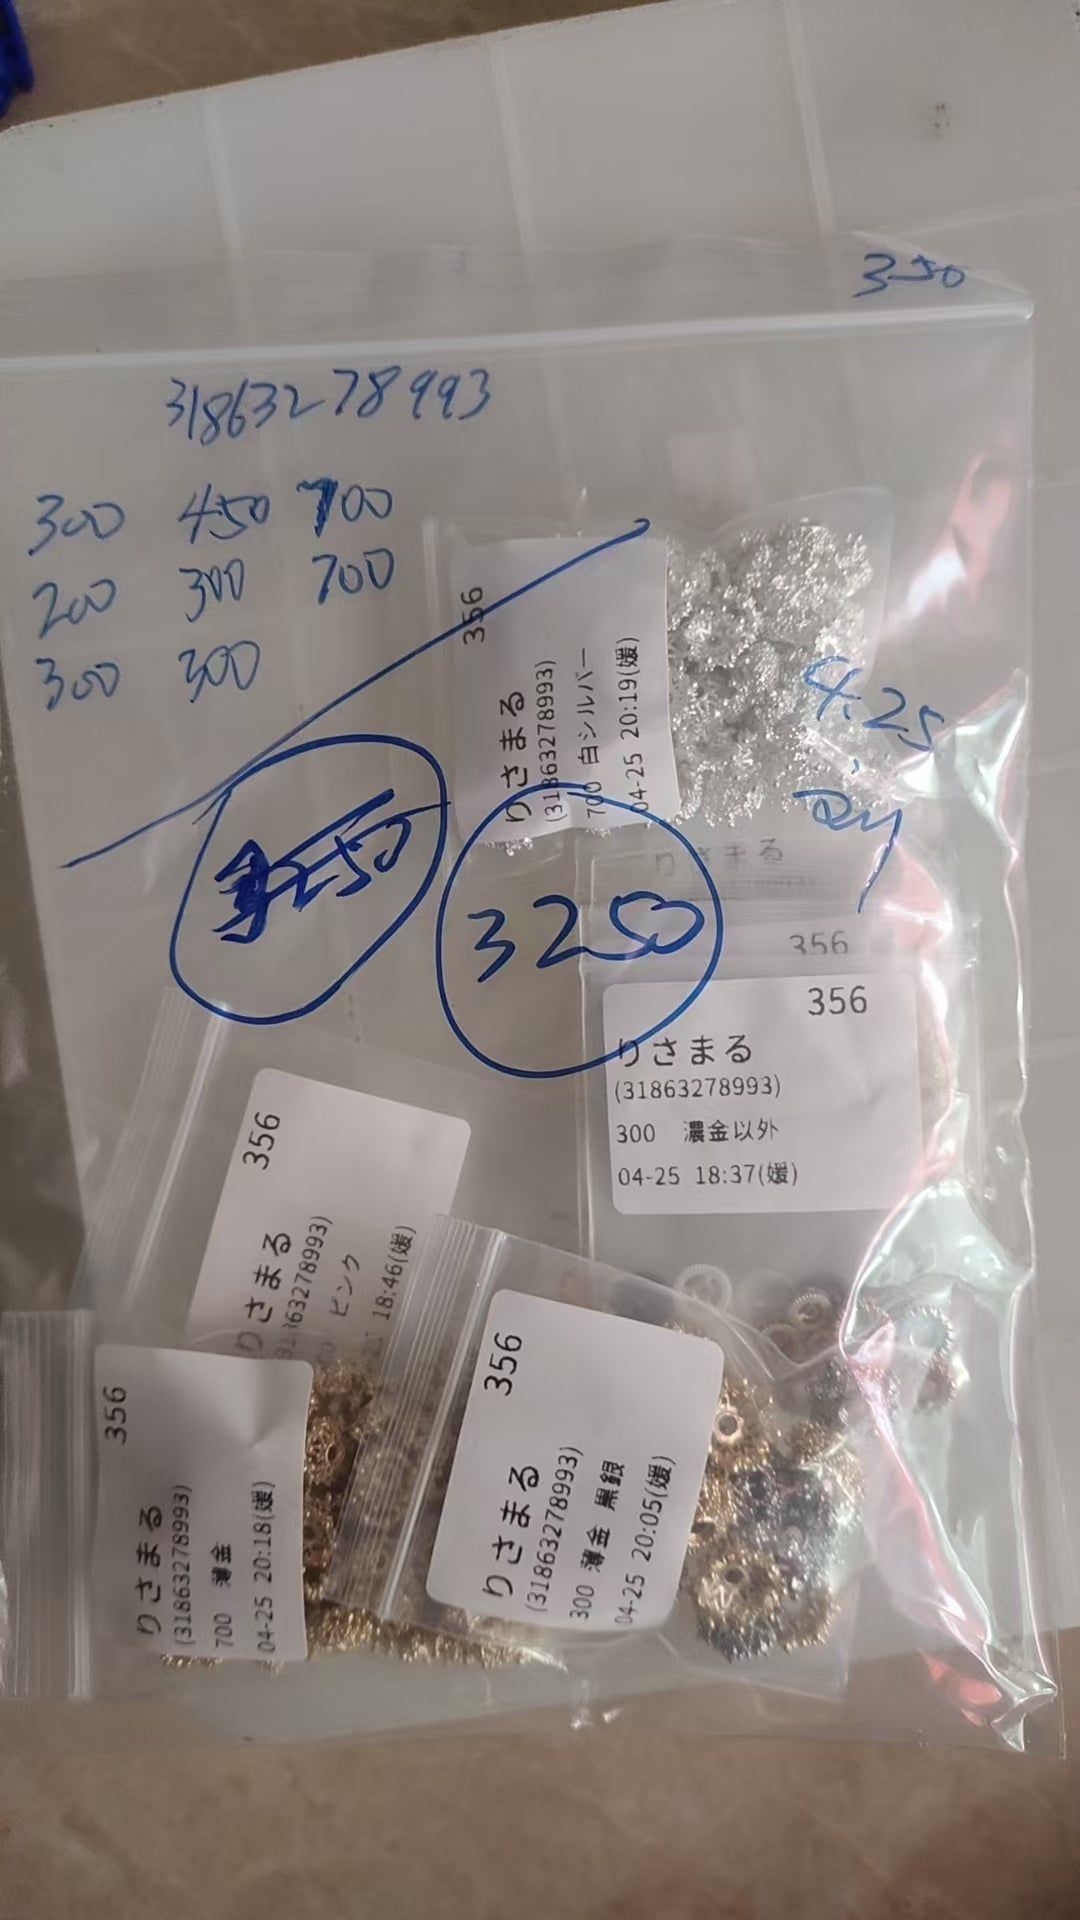 350
31863278993
300 450 700
200 300 700
300 300
3250
3250
4.25
356
りさまる
(31863278993)
700 白シルバー
04-25 20:19(媛)
りさまる
356
356
りさまる
(31863278993)
300 濃金以外
04-25 18:37(媛)
356
りさまる
63278993)
ピンク
18:46(媛)
356
りさまる
(31863278993)
700 薄金
04-25 20:18(媛)
356
りさまる
(31863278993)
300 薄金 黒銀
04-25 20:05(媛)